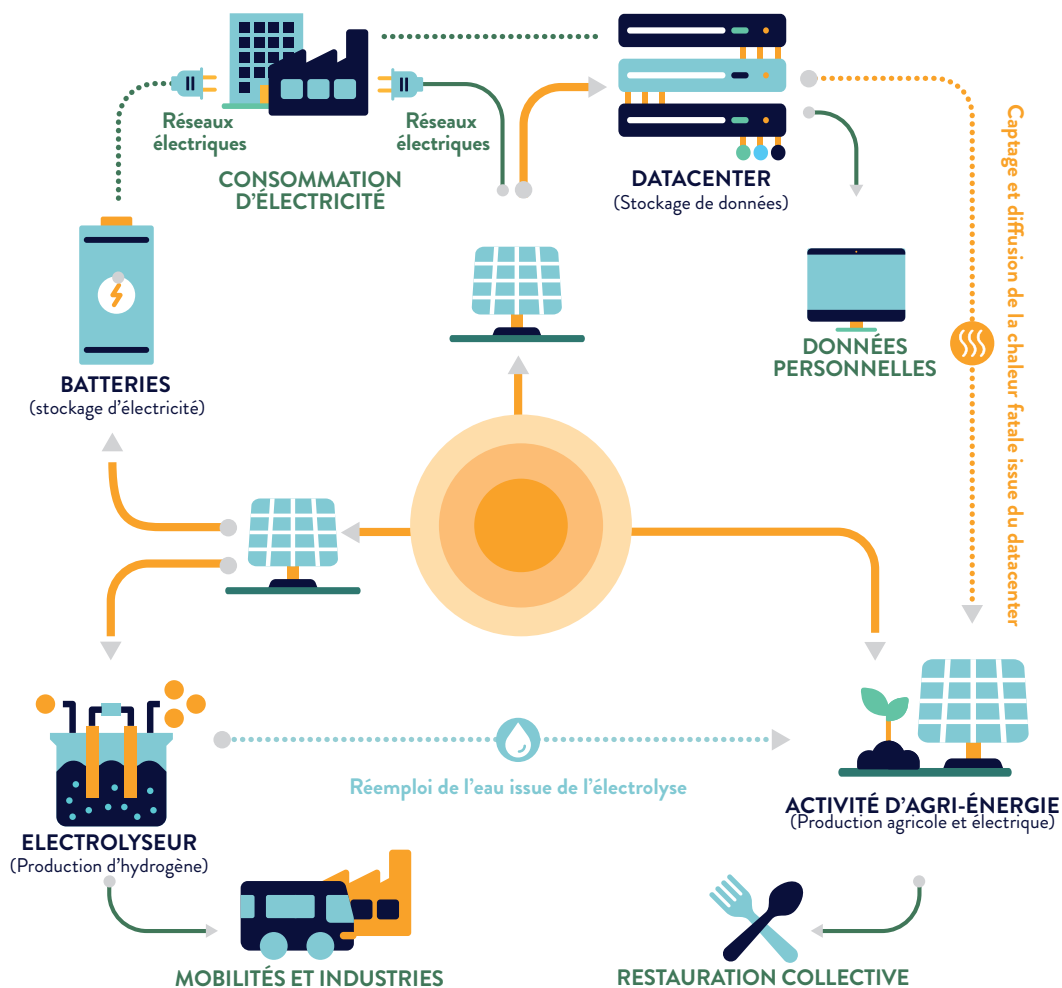 Réseaux
électriques
Réseaux
électriques
CONSOMMATION
D'ÉLECTRICITÉ
DATACENTER
(Stockage de données)
Captage et diffusion de la chaleur fatale issue du datacenter
DONNÉES
PERSONNELLES
BATTERIES
(stockage d'électricité)
Réemploi de l'eau issue de l'électrolyse
ELECTROLYSEUR
(Production d'hydrogène)
ACTIVITÉ D'AGRI-ÉNERGIE
(Production agricole et électrique)
MOBILITÉS ET INDUSTRIES
RESTAURATION COLLECTIVE